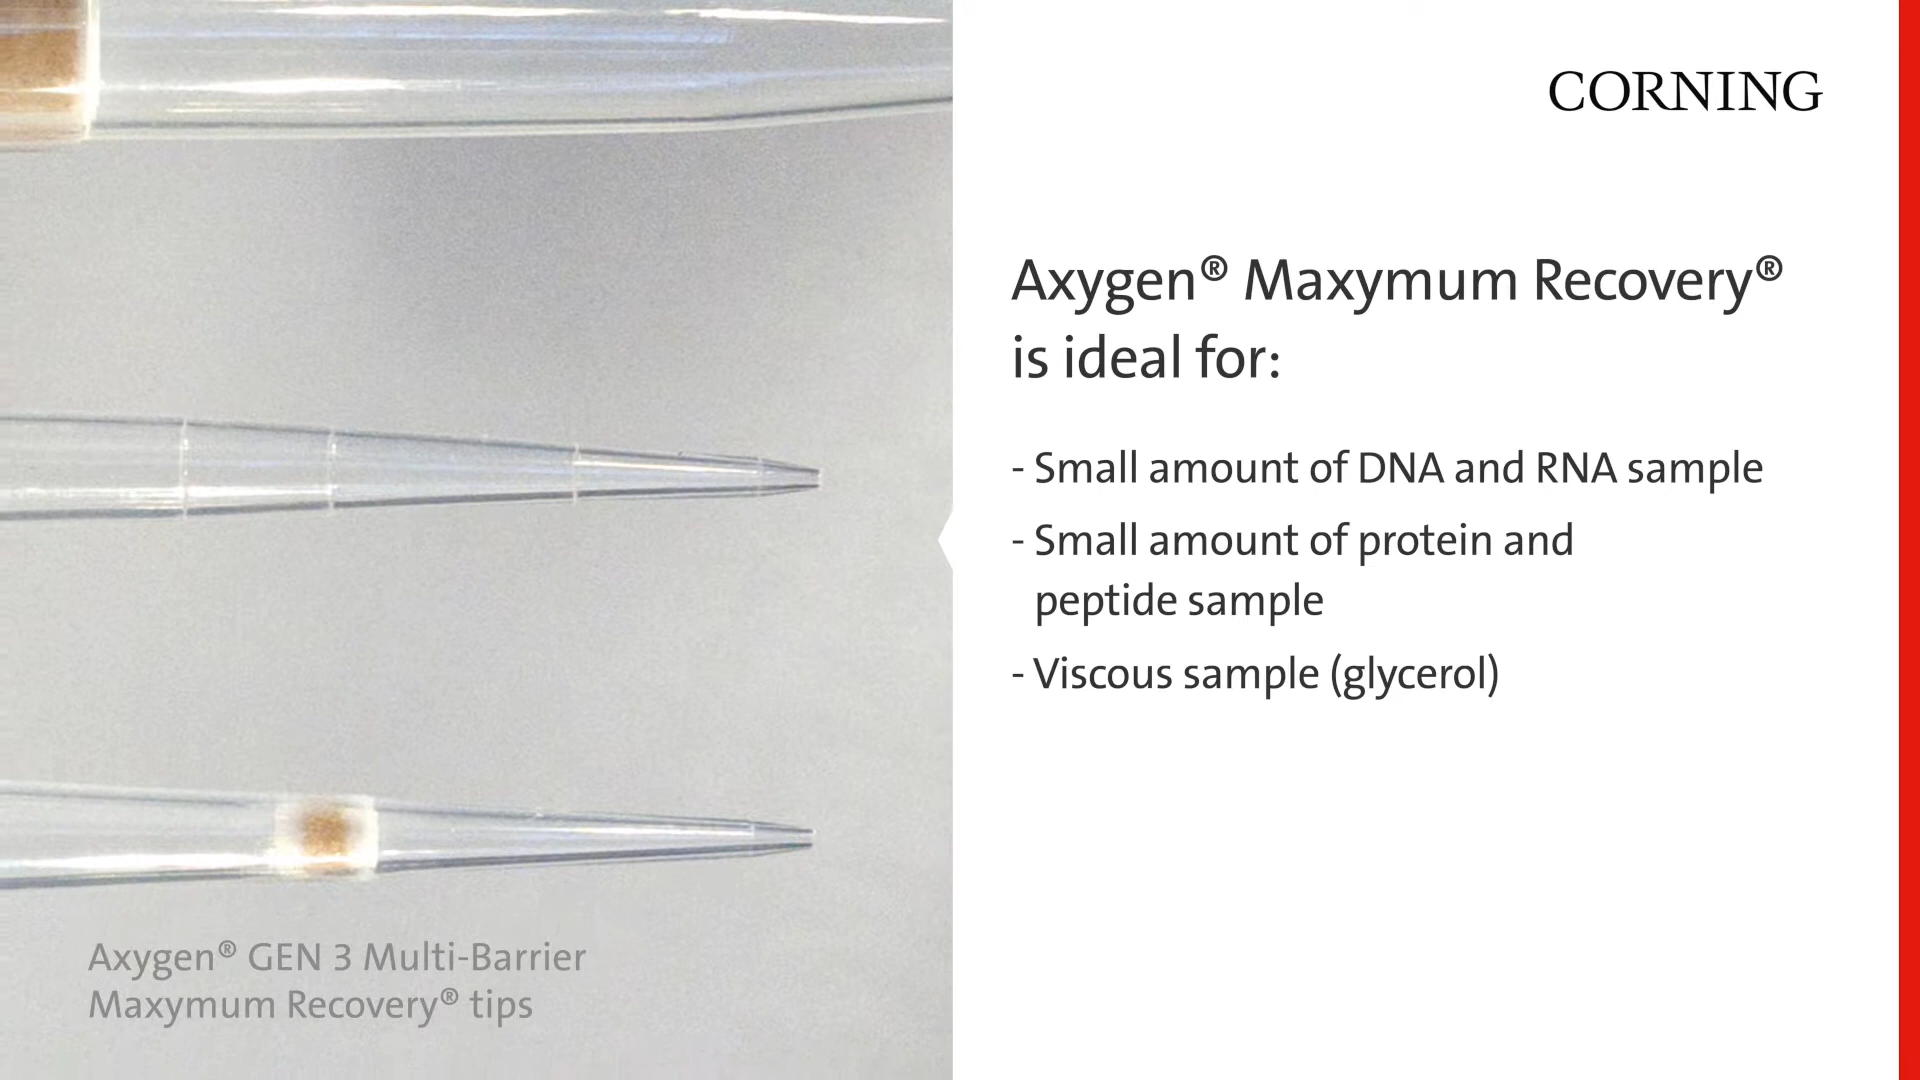 CORNING
Axygen® Maxymum Recovery®
is ideal for:
- Small amount of DNA and RNA sample
- Small amount of protein and
peptide sample
- Viscous sample (glycerol)
Axygen® GEN 3 Multi-Barrier
Maxymum Recovery® tips